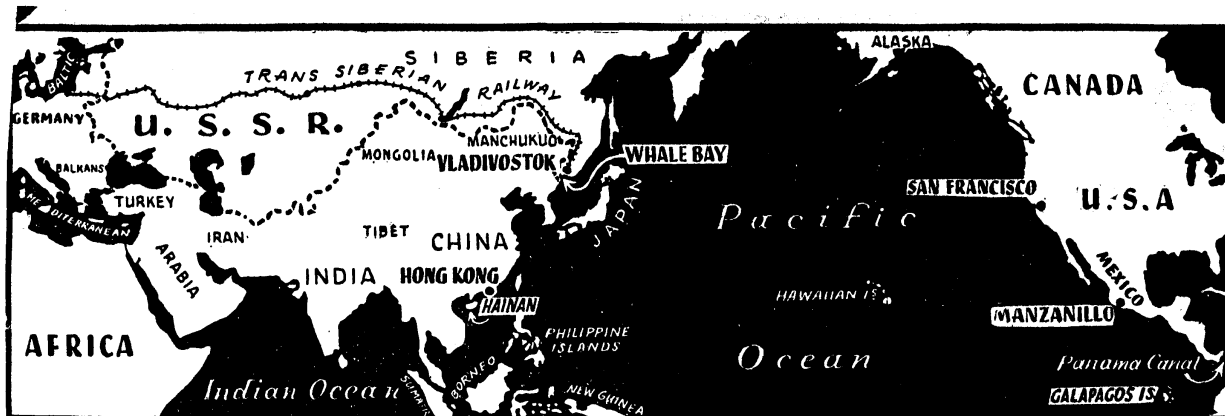 ALASKA
SIBERIA
TRANS SIBERIAN RAILWAY
BALTIC
CANADA
GERMANY
U. S. S. R.
MANCHUKUO
MONGOLIA
VLADIVOSTOK
WHALE BAY
BALKANS
SAN FRANCISCO
U.S.A
TURKEY
MEDITERRANEAN
JAPAN
Pacific
IRAN
TIBET
CHINA
ARABIA
INDIA
HONG KONG
MEXICO
HAWAIIAN IS
HAINAN
MANZANILLO
AFRICA
PHILIPPINE
ISLANDS
Ocean
BORNEO
Panama Canal
Indian Ocean
NEW GUINEA
GALAPAGOS IS